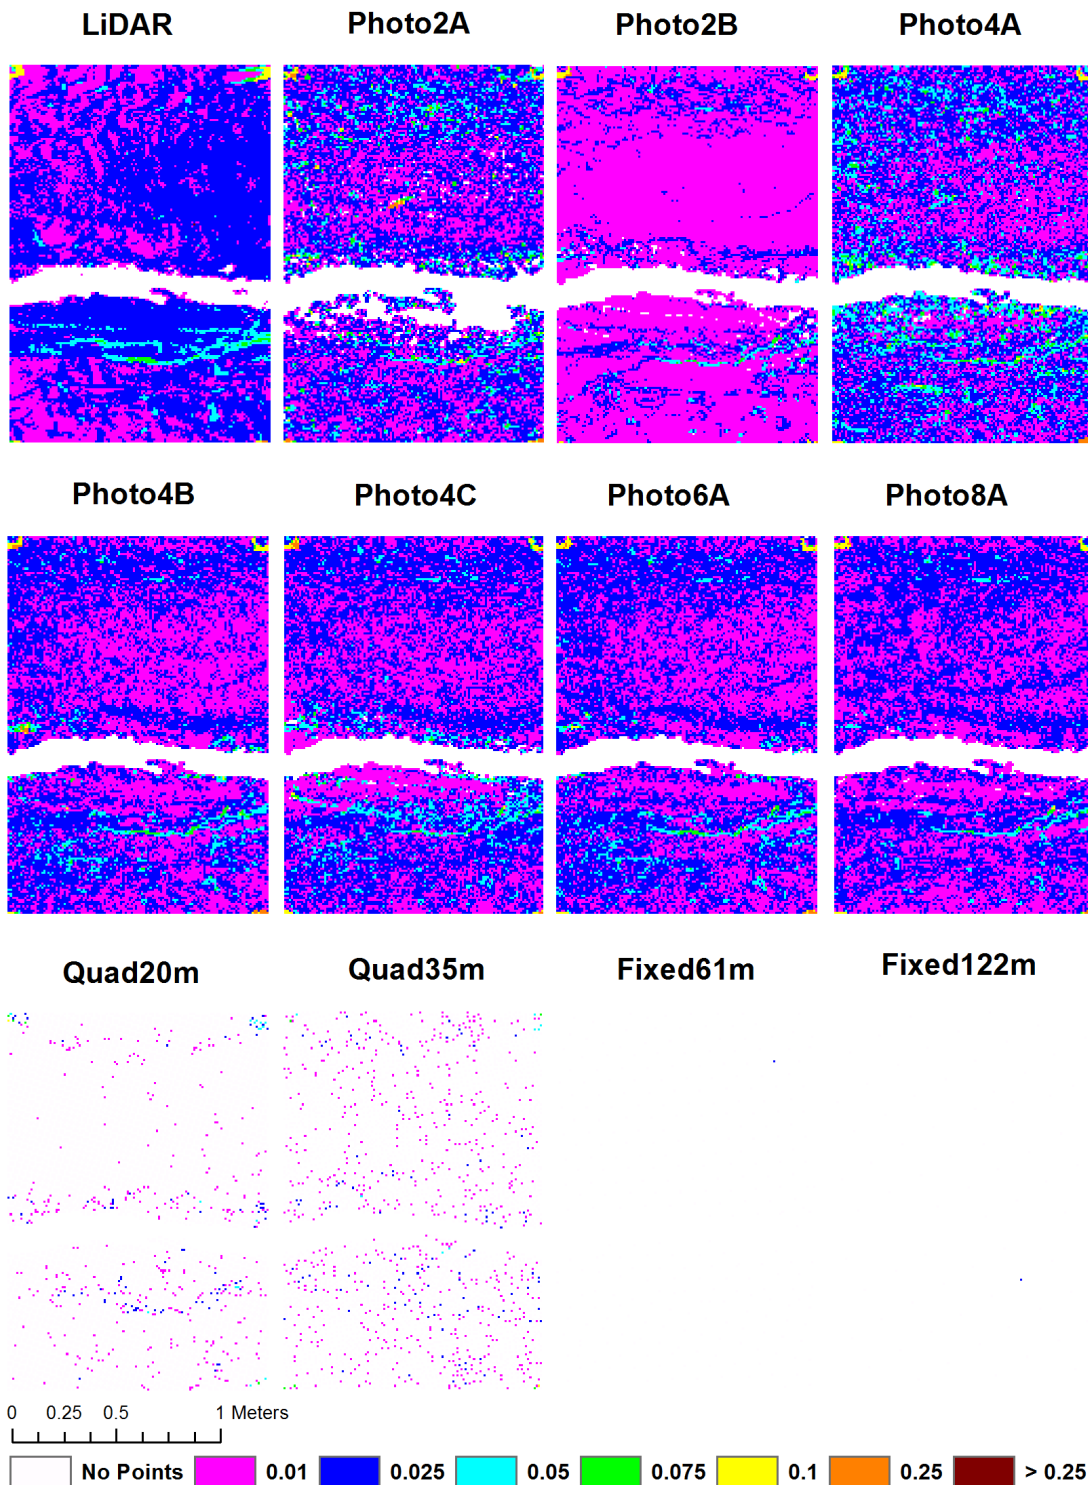 LiDAR Photo2A Photo2B Photo4A
Photo4B Photo4C Photo6A Photo8A
Quad20m Quad35m Fixed61m Fixed122m
0 0.25 0.5 1 Meters
No Points 0.01 0.025 0.05 0.075 0.1 0.25 > 0.25